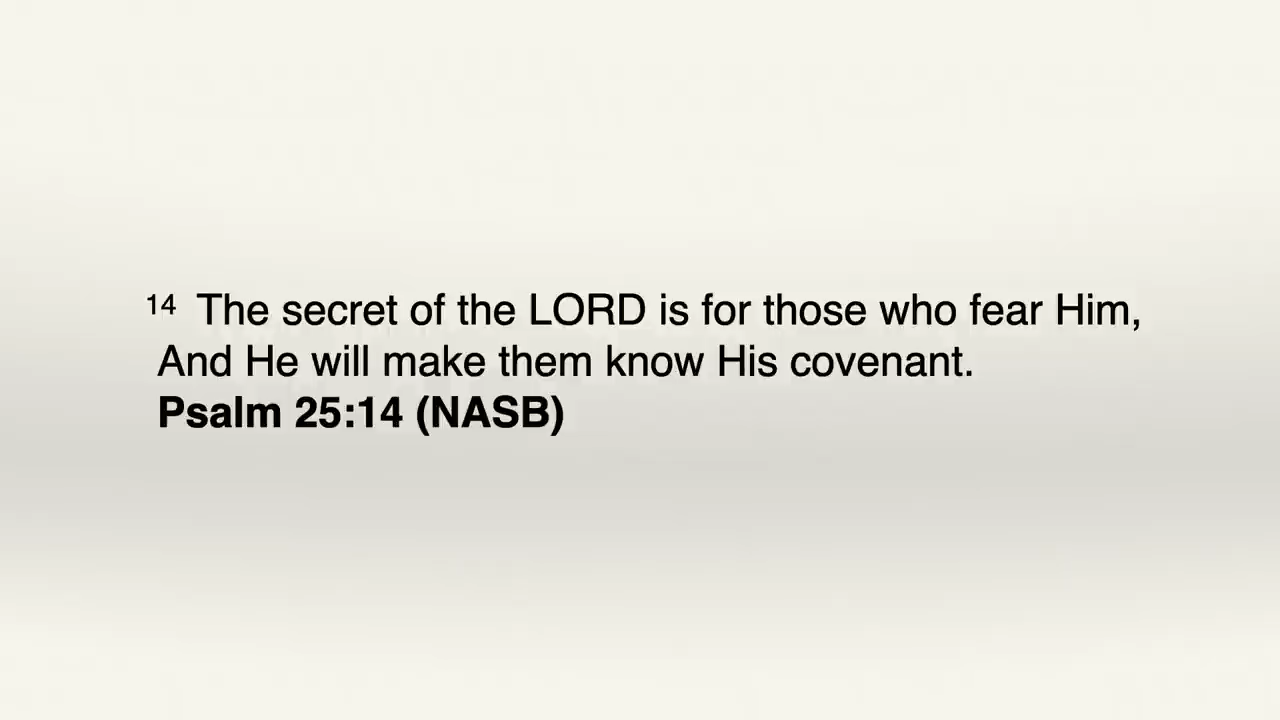 14 The secret of the LORD is for those who fear Him,
And He will make them know His covenant.
Psalm 25:14 (NASB)